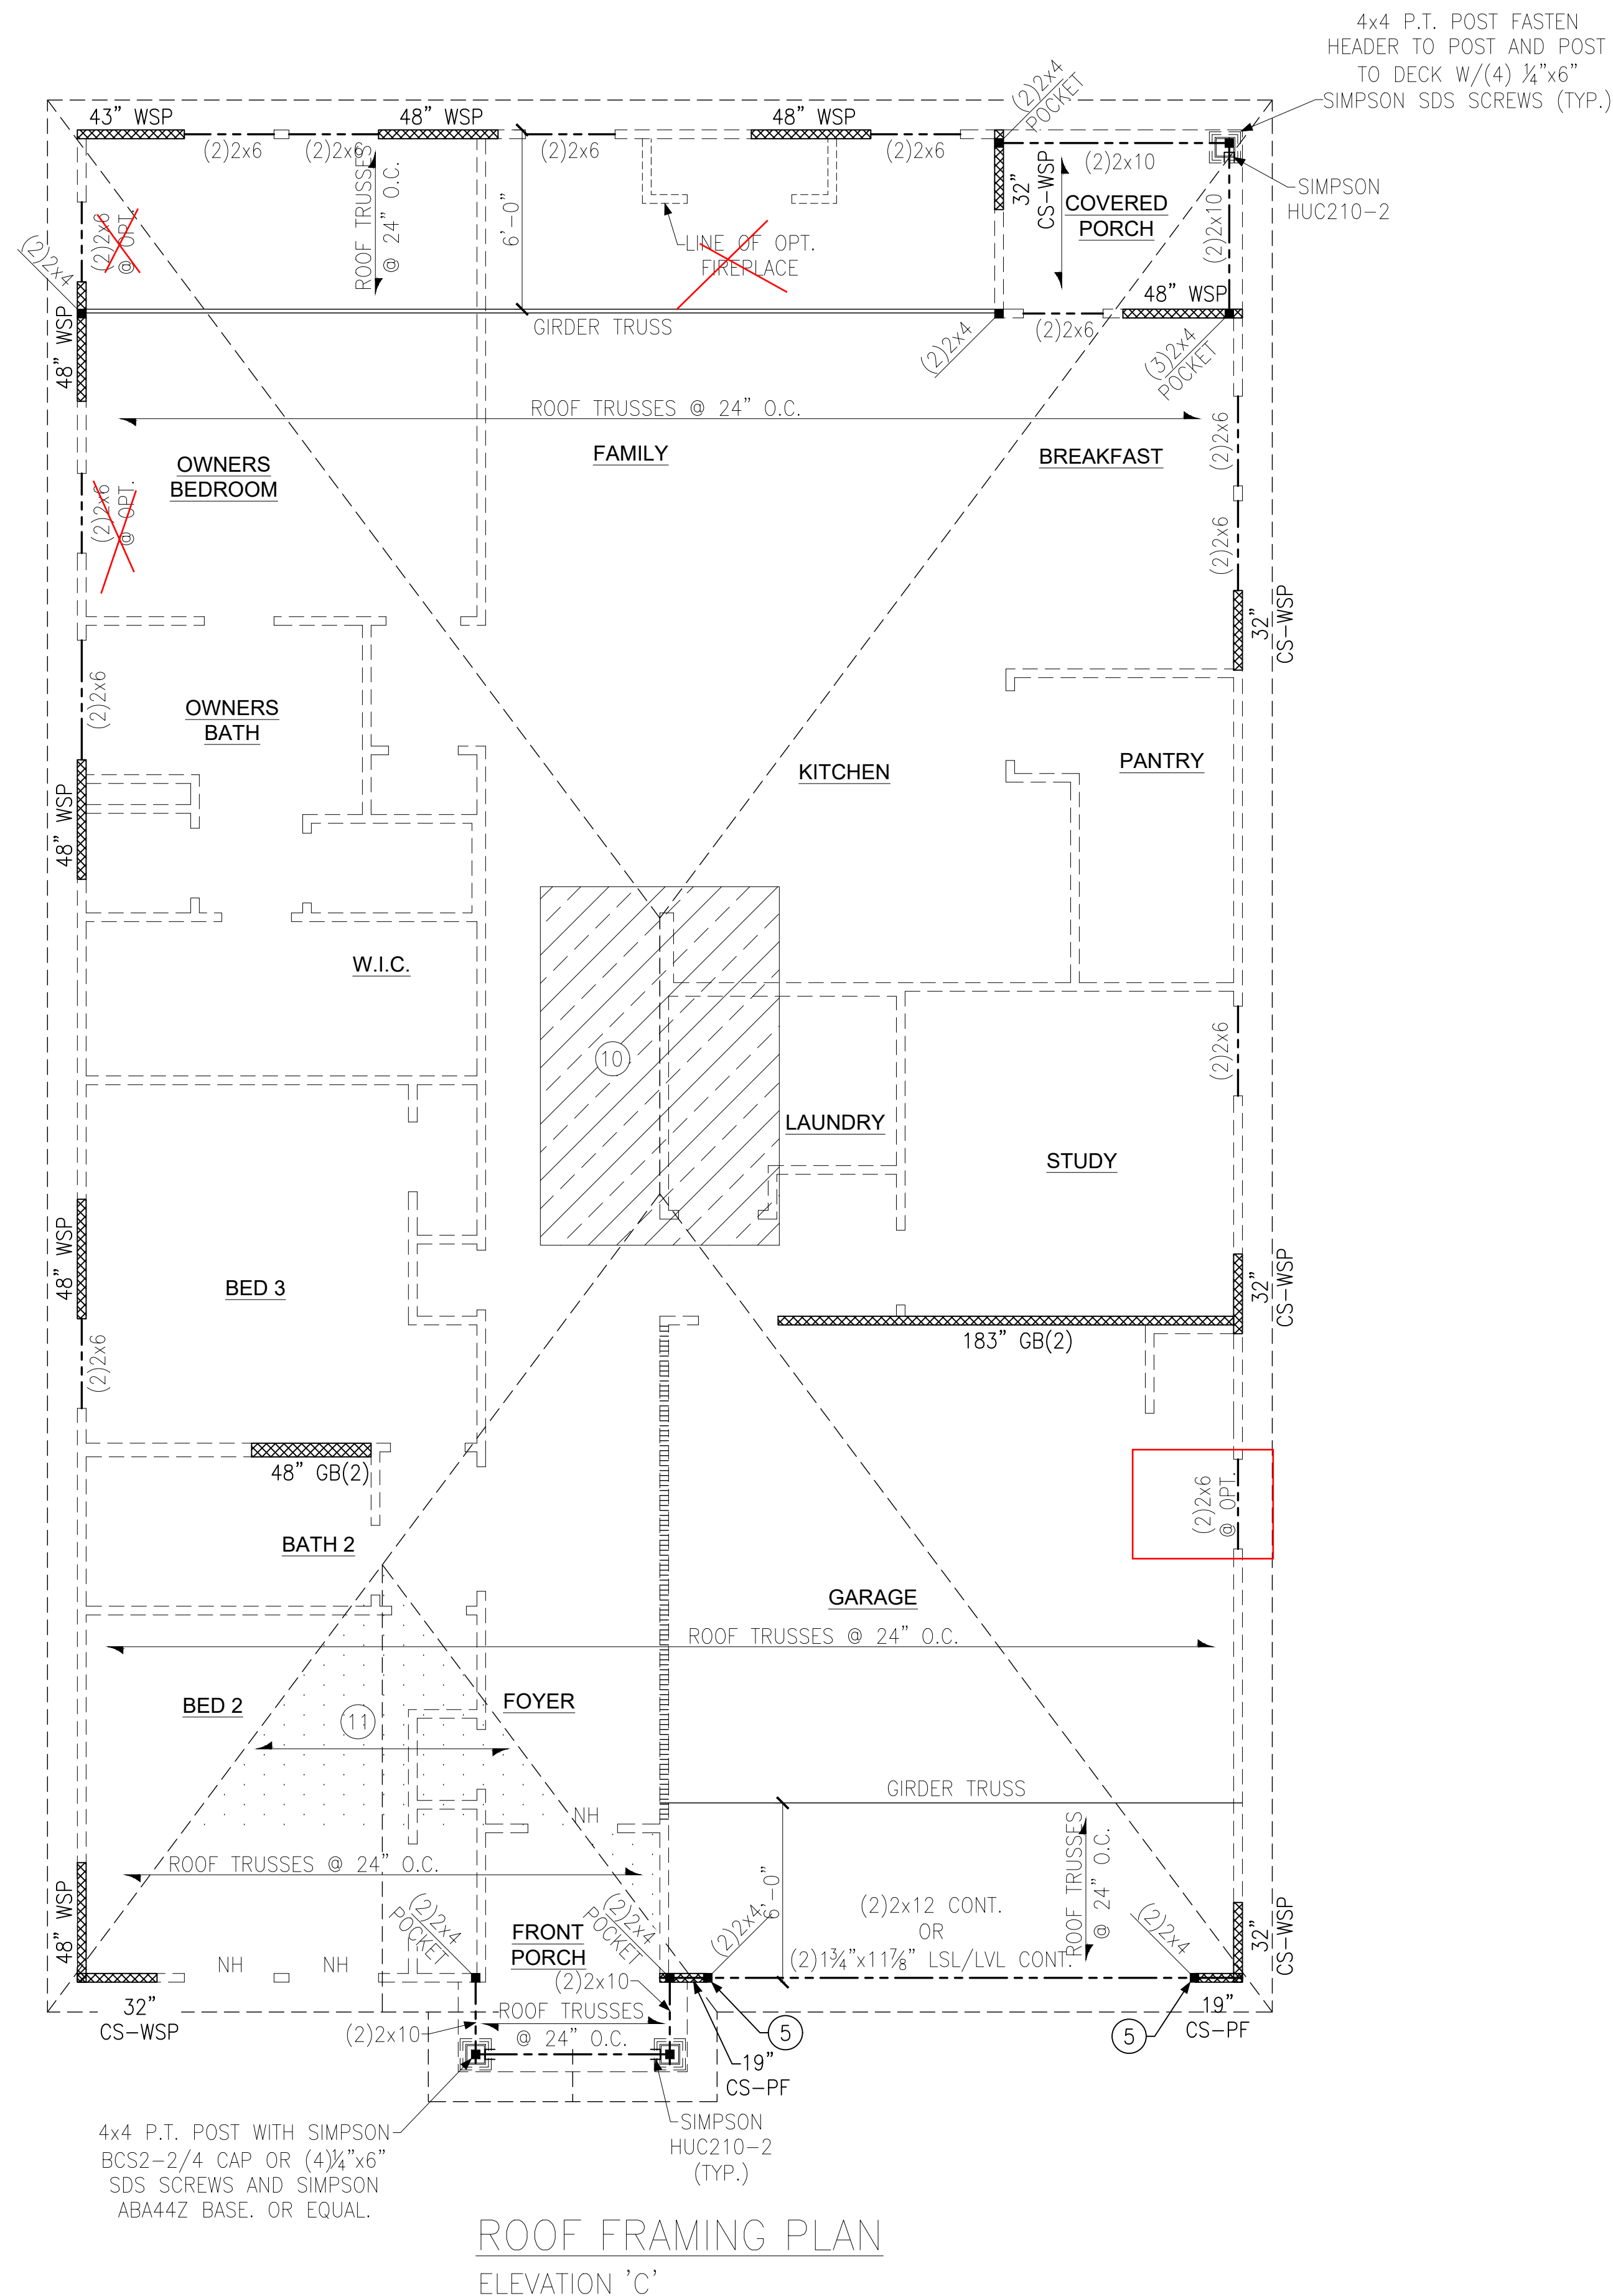 4x4 P.T. POST FASTEN
HEADER TO POST AND POST
TO DECK W/(4) ¼"x6"
SIMPSON SDS SCREWS (TYP.)
43" WSP
48" WSP
48" WSP
(2)2x4
POCKET
(2)2x6
(2)2x6
(2)2x6
(2)2x6
(2)2x10
SIMPSON
HUC210-2
32"
CS-WSP
COVERED
PORCH
(2)2x10
ROOF TRUSSES
@ 24" O.C.
6'-0"
(2)2x6
@ OPT.
(2)2x4
LINE OF OPT.
FIREPLACE
48" WSP
GIRDER TRUSS
(2)2x6
(2)2x4
(3)2x4
POCKET
48" WSP
ROOF TRUSSES @ 24" O.C.
OWNERS
BEDROOM
FAMILY
BREAKFAST
(2)2x6
(2)2x6
(2)2x6
@ OPT.
32"
CS-WSP
(2)2x6
OWNERS
BATH
KITCHEN
PANTRY
48" WSP
W.I.C.
10
(2)2x6
LAUNDRY
STUDY
48" WSP
BED 3
32"
CS-WSP
183" GB(2)
(2)2x6
48" GB(2)
(2)2x6
@ OPT.
BATH 2
GARAGE
ROOF TRUSSES @ 24" O.C.
BED 2
11
FOYER
GIRDER TRUSS
NH
ROOF TRUSSES @ 24" O.C.
6'-0"
ROOF TRUSSES
@ 24" O.C.
48" WSP
(2)2x4
POCKET
(2)2x4
POCKET
(2)2x4
(2)2x12 CONT.
OR
(2)1¾"x11⅞" LSL/LVL CONT.
(2)2x4
32"
CS-WSP
NH
NH
FRONT
PORCH
(2)2x10
32"
CS-WSP
ROOF TRUSSES
@ 24" O.C.
(2)2x10
5
5
19"
CS-PF
19"
CS-PF
4x4 P.T. POST WITH SIMPSON
BCS2-2/4 CAP OR (4)¼"x6"
SDS SCREWS AND SIMPSON
ABA44Z BASE. OR EQUAL.
SIMPSON
HUC210-2
(TYP.)
ROOF FRAMING PLAN
ELEVATION 'C'